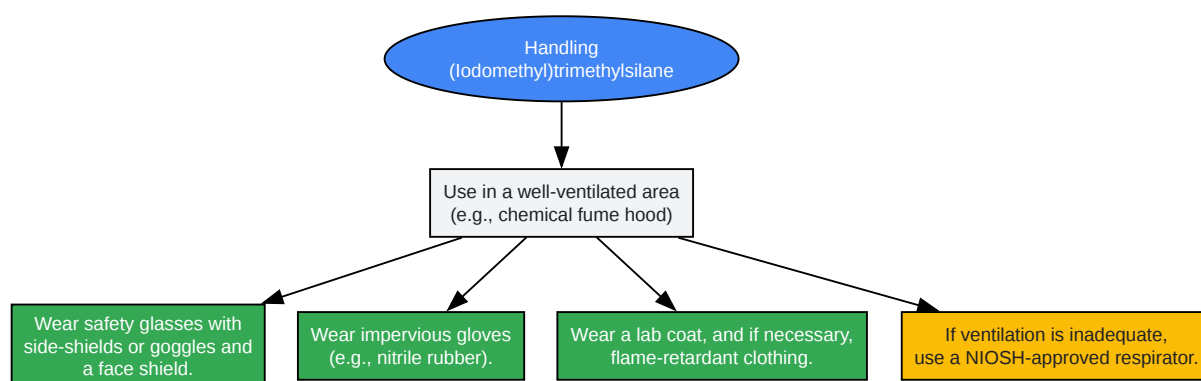 Handling
(Iodomethyl)trimethylsilane
Use in a well-ventilated area
(e.g., chemical fume hood)
Wear safety glasses with
side-shields or goggles and
a face shield.
Wear impervious gloves
(e.g., nitrile rubber).
Wear a lab coat, and if necessary,
flame-retardant clothing.
If ventilation is inadequate,
use a NIOSH-approved respirator.